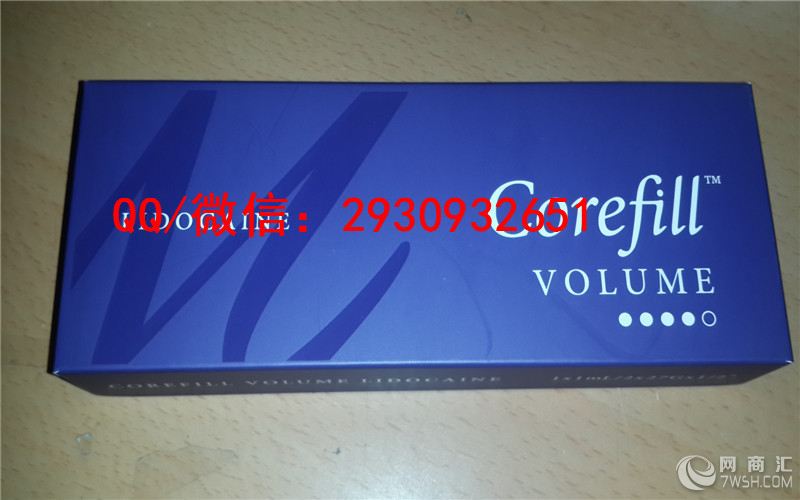 Corefill™
LIDOCAINE
QQ/微信：2930932651
VOLUME
COREFILL VOLUME LIDOCAINE
网商汇
7WSH.COM